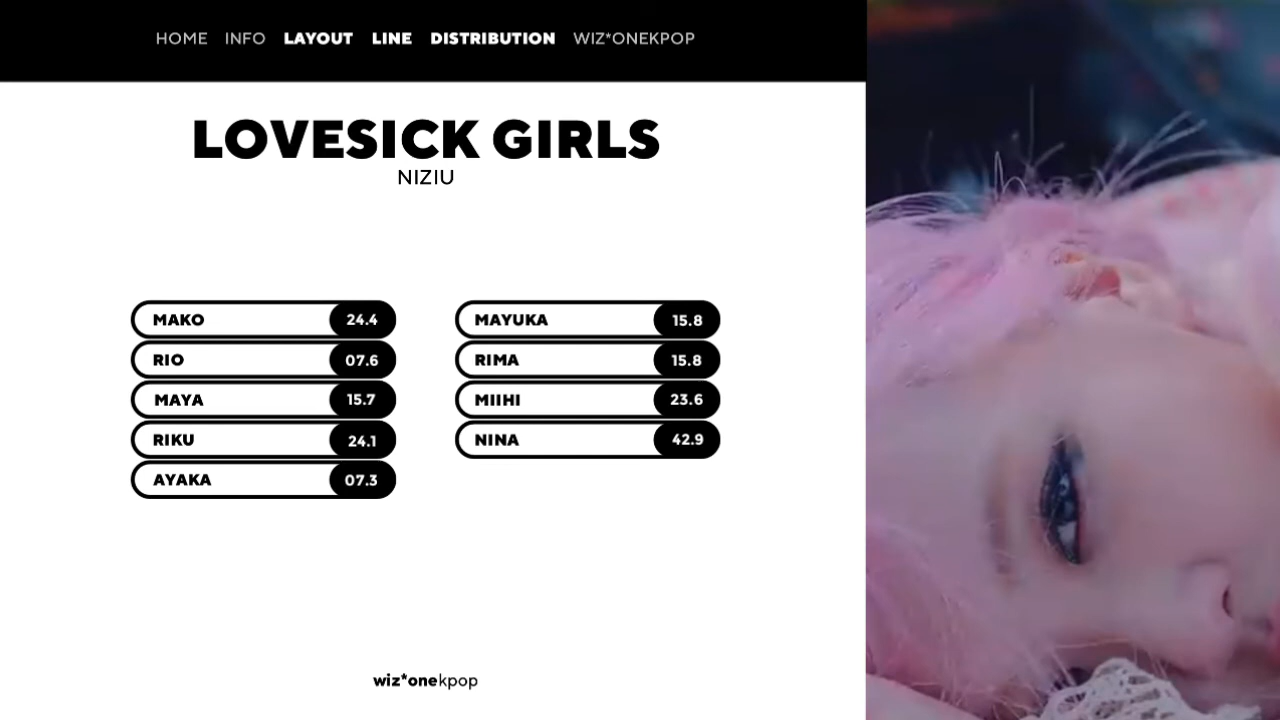 HOME INFO LAYOUT LINE DISTRIBUTION WIZ*ONEKPOP
LOVESICK GIRLS
NIZIU
MAKO 24.4
RIO 07.6
MAYA 15.7
RIKU 24.1
AYAKA 07.3
MAYUKA 15.8
RIMA 15.8
MIIHI 23.6
NINA 42.9
wiz*onekpop